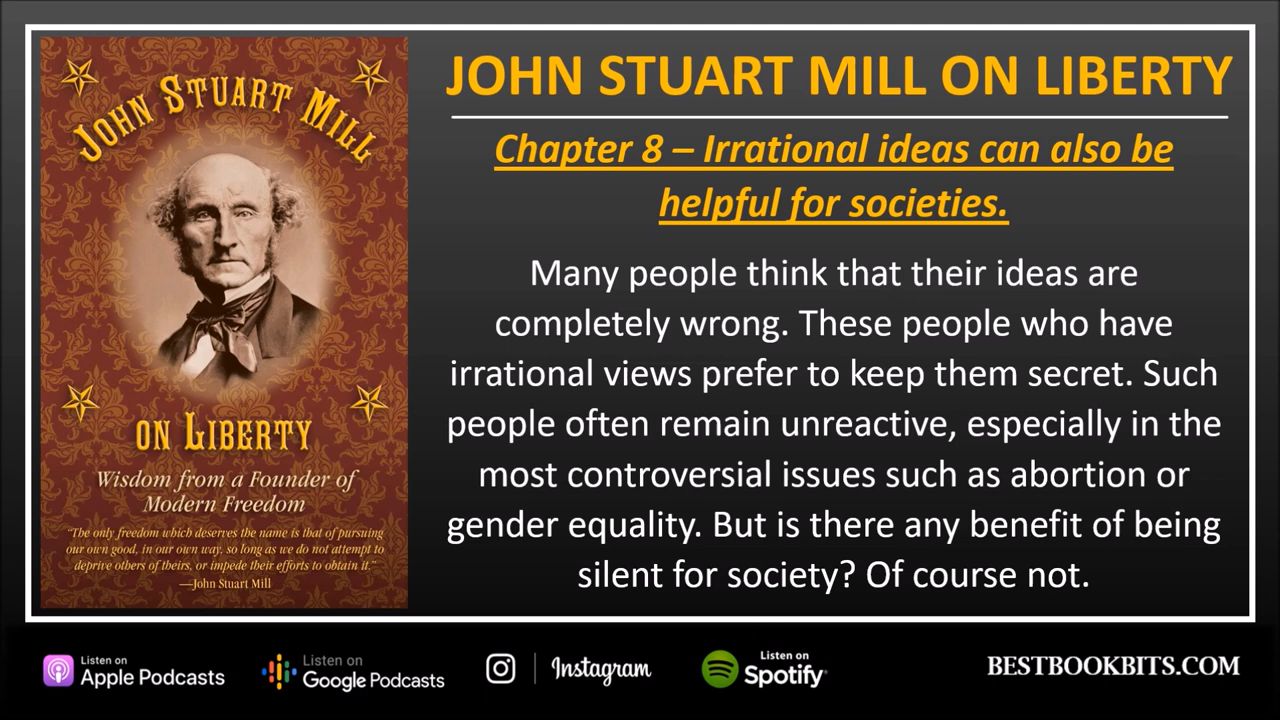 JOHN STUART MILL
ON LIBERTY
Wisdom from a Founder of
Modern Freedom
"The only freedom which deserves the name is that of pursuing
our own good, in our own way, so long as we do not attempt to
deprive others of theirs, or impede their efforts to obtain it."
—John Stuart Mill
JOHN STUART MILL ON LIBERTY
Chapter 8 – Irrational ideas can also be
helpful for societies.
Many people think that their ideas are
completely wrong. These people who have
irrational views prefer to keep them secret. Such
people often remain unreactive, especially in the
most controversial issues such as abortion or
gender equality. But is there any benefit of being
silent for society? Of course not.
Listen on
Apple Podcasts
Listen on
Google Podcasts
Instagram
Listen on
Spotify
BESTBOOKBITS.COM